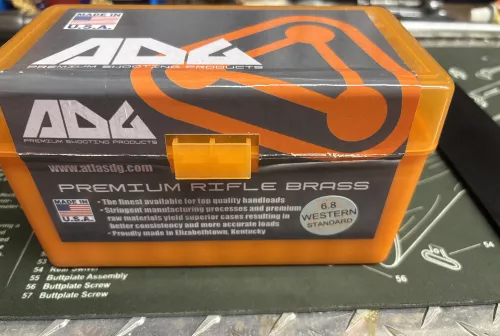 MADE IN
U.S.A.
ADG
PREMIUM SHOOTING PRODUCTS
ADG
PREMIUM SHOOTING PRODUCTS
www.atlasdg.com
PREMIUM RIFLE BRASS
MADE IN
U.S.A.
• The finest available for top quality handloads
• Stringent manufacturing processes and premium
raw materials yield superior cases resulting in
better consistency and more accurate loads
• Proudly made in Elizabethtown, Kentucky
6.8
WESTERN
STANDARD
54
55 Buttplate Assembly
56 Buttplate Screw
57 Buttplate Screw
56